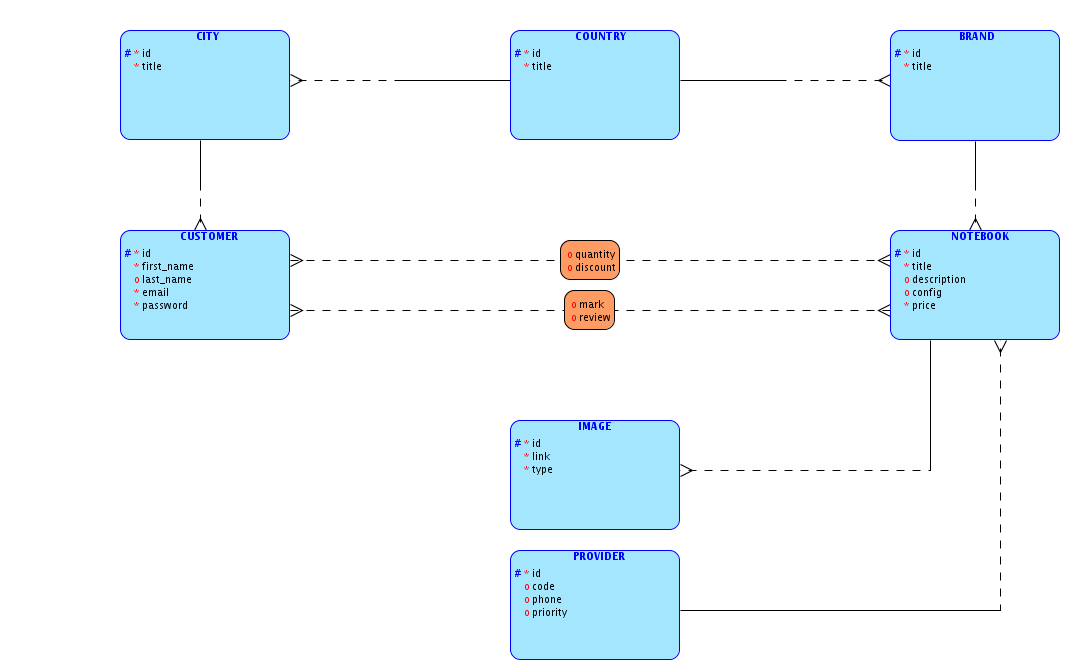 CITY
# * id
* title
COUNTRY
# * id
* title
BRAND
# * id
* title
CUSTOMER
# * id
* first_name
o last_name
* email
* password
o quantity
o discount
o mark
o review
NOTEBOOK
# * id
* title
o description
o config
* price
IMAGE
# * id
* link
* type
PROVIDER
# * id
o code
o phone
o priority